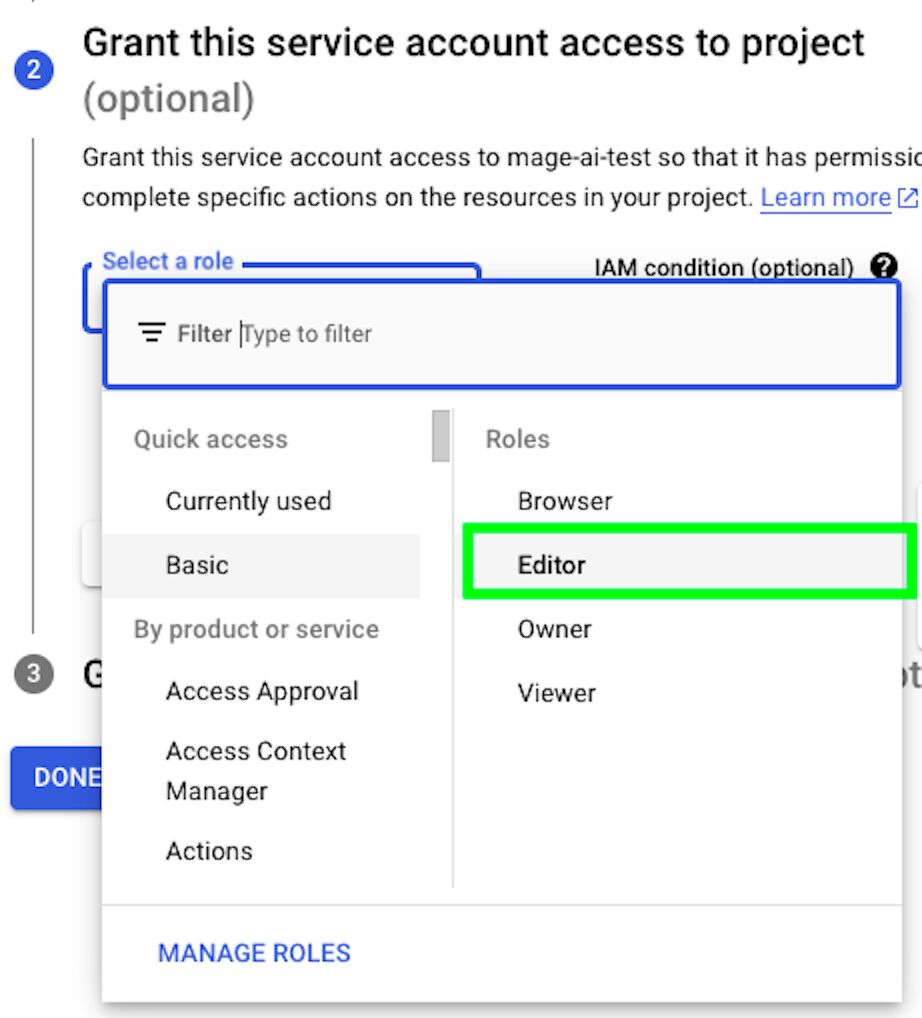 2
Grant this service account access to project
(optional)
Grant this service account access to mage-ai-test so that it has
complete specific actions on the resources in your project. Learn more
Select a role
IAM condition (optional)
Filter Type to filter
Quick access
Currently used
Basic
By product or service
Access Approval
Access Context
Manager
Actions
Roles
Browser
Editor
Owner
Viewer
3
DONE
MANAGE ROLES